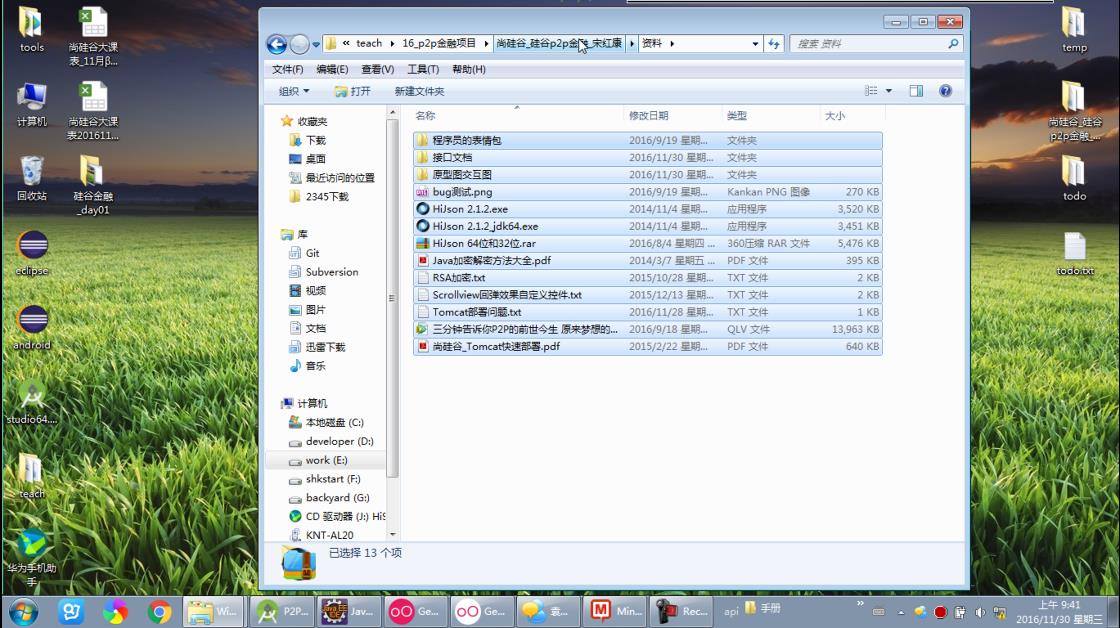 tools
尚硅谷大课
表_11月β...
计算机
尚硅谷大课
表201611...
回收站
硅谷金融
_day01
eclipse
android
studio64....
teach
华为手机助
手
« teach ▸ 16_p2p金融项目 ▸ 尚硅谷_硅谷p2p金融_宋红康 ▸ 资料 ▸
搜索 资料
文件(F) 编辑(E) 查看(V) 工具(T) 帮助(H)
组织 打开 新建文件夹
收藏夹
下载
桌面
最近访问的位置
2345下载
库
Git
Subversion
视频
图片
文档
迅雷下载
音乐
计算机
本地磁盘 (C:)
developer (D:)
work (E:)
shkstart (F:)
backyard (G:)
CD 驱动器 (J:) HiS
KNT-AL20
名称 修改日期 类型 大小
程序员的表情包 2016/9/19 星期... 文件夹
接口文档 2016/11/30 星期... 文件夹
原型图交互图 2016/11/28 星期... 文件夹
bug测试.png 2016/9/19 星期... Kankan PNG 图像 270 KB
HiJson 2.1.2.exe 2014/11/4 星期... 应用程序 3,520 KB
HiJson 2.1.2_jdk64.exe 2014/11/4 星期... 应用程序 3,451 KB
HiJson 64位和32位.rar 2016/8/4 星期四 ... 360压缩 RAR 文件 5,476 KB
Java加密解密方法大全.pdf 2014/3/7 星期五 ... PDF 文件 395 KB
RSA加密.txt 2015/10/28 星期... TXT 文件 2 KB
Scrollview回弹效果自定义控件.txt 2015/12/13 星期... TXT 文件 2 KB
Tomcat部署问题.txt 2016/11/28 星期... TXT 文件 1 KB
三分钟告诉你P2P的前世今生 原来梦想的... 2016/9/18 星期... QLV 文件 13,963 KB
尚硅谷_Tomcat快速部署.pdf 2015/2/22 星期... PDF 文件 640 KB
已选择 13 个项
temp
尚硅谷_硅谷
p2p金融_...
todo
todo.txt
Wi... P2P... Jav... Ge... Ge... 袁... Min... Rec... api 手册 »
上午 9:41
2016/11/30 星期三